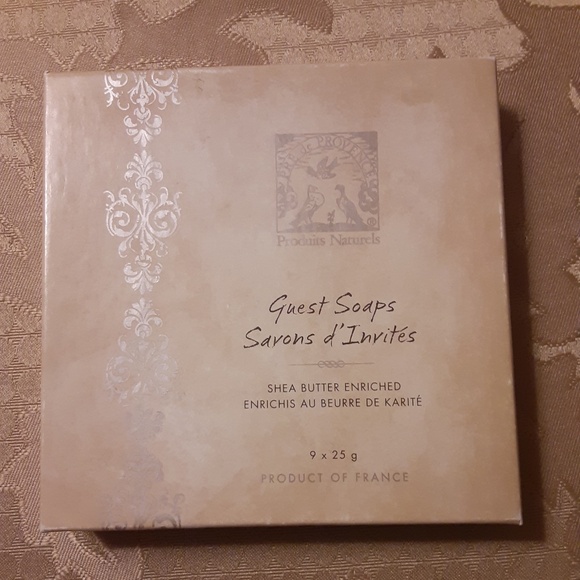 Produits Naturels
Guest Soaps
Savons d'Invités
SHEA BUTTER ENRICHED
ENRICHIS AU BEURRE DE KARITÉ
9 x 25 g
PRODUCT OF FRANCE